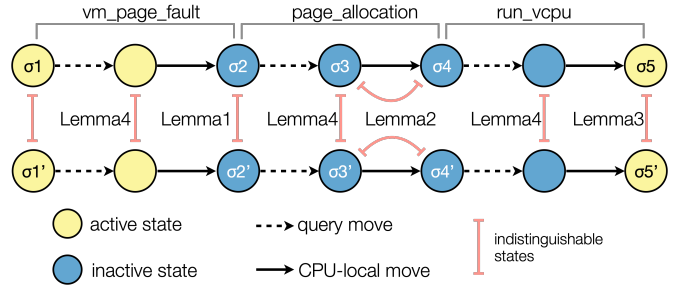 vm_page_fault page_allocation run_vcpu
σ1 σ2 σ3 σ4 σ5
Lemma4 Lemma1 Lemma4 Lemma2 Lemma4 Lemma3
σ1' σ2' σ3' σ4' σ5'
active state query move
indistinguishable
states
inactive state CPU-local move